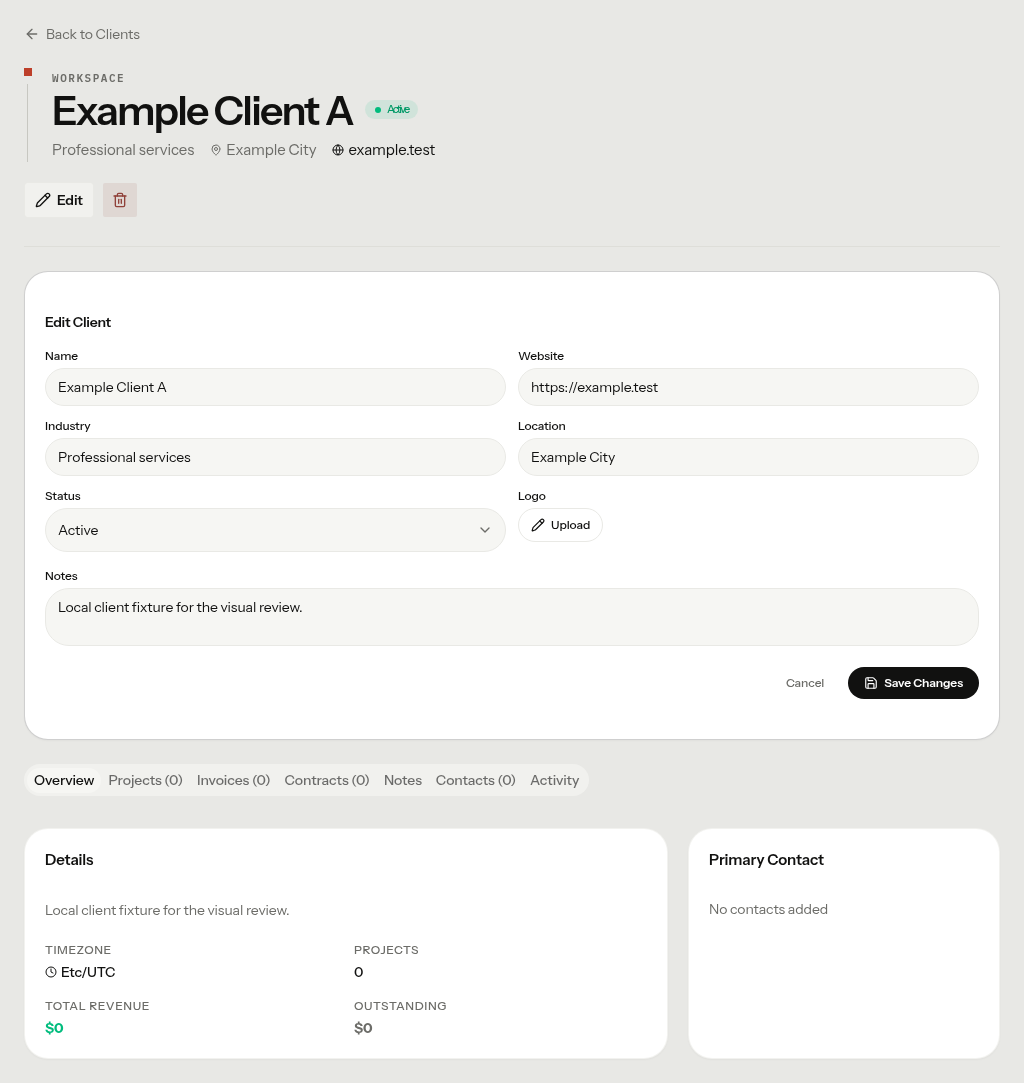 Back to Clients
WORKSPACE
Example Client A
Active
Professional services Example City example.test
Edit
Edit Client
Name Website
Example Client A https://example.test
Industry Location
Professional services Example City
Status Logo
Active Upload
Notes
Local client fixture for the visual review.
Cancel Save Changes
Overview Projects (0) Invoices (0) Contracts (0) Notes Contacts (0) Activity
Details Primary Contact
Local client fixture for the visual review. No contacts added
TIMEZONE PROJECTS
Etc/UTC 0
TOTAL REVENUE OUTSTANDING
$0 $0